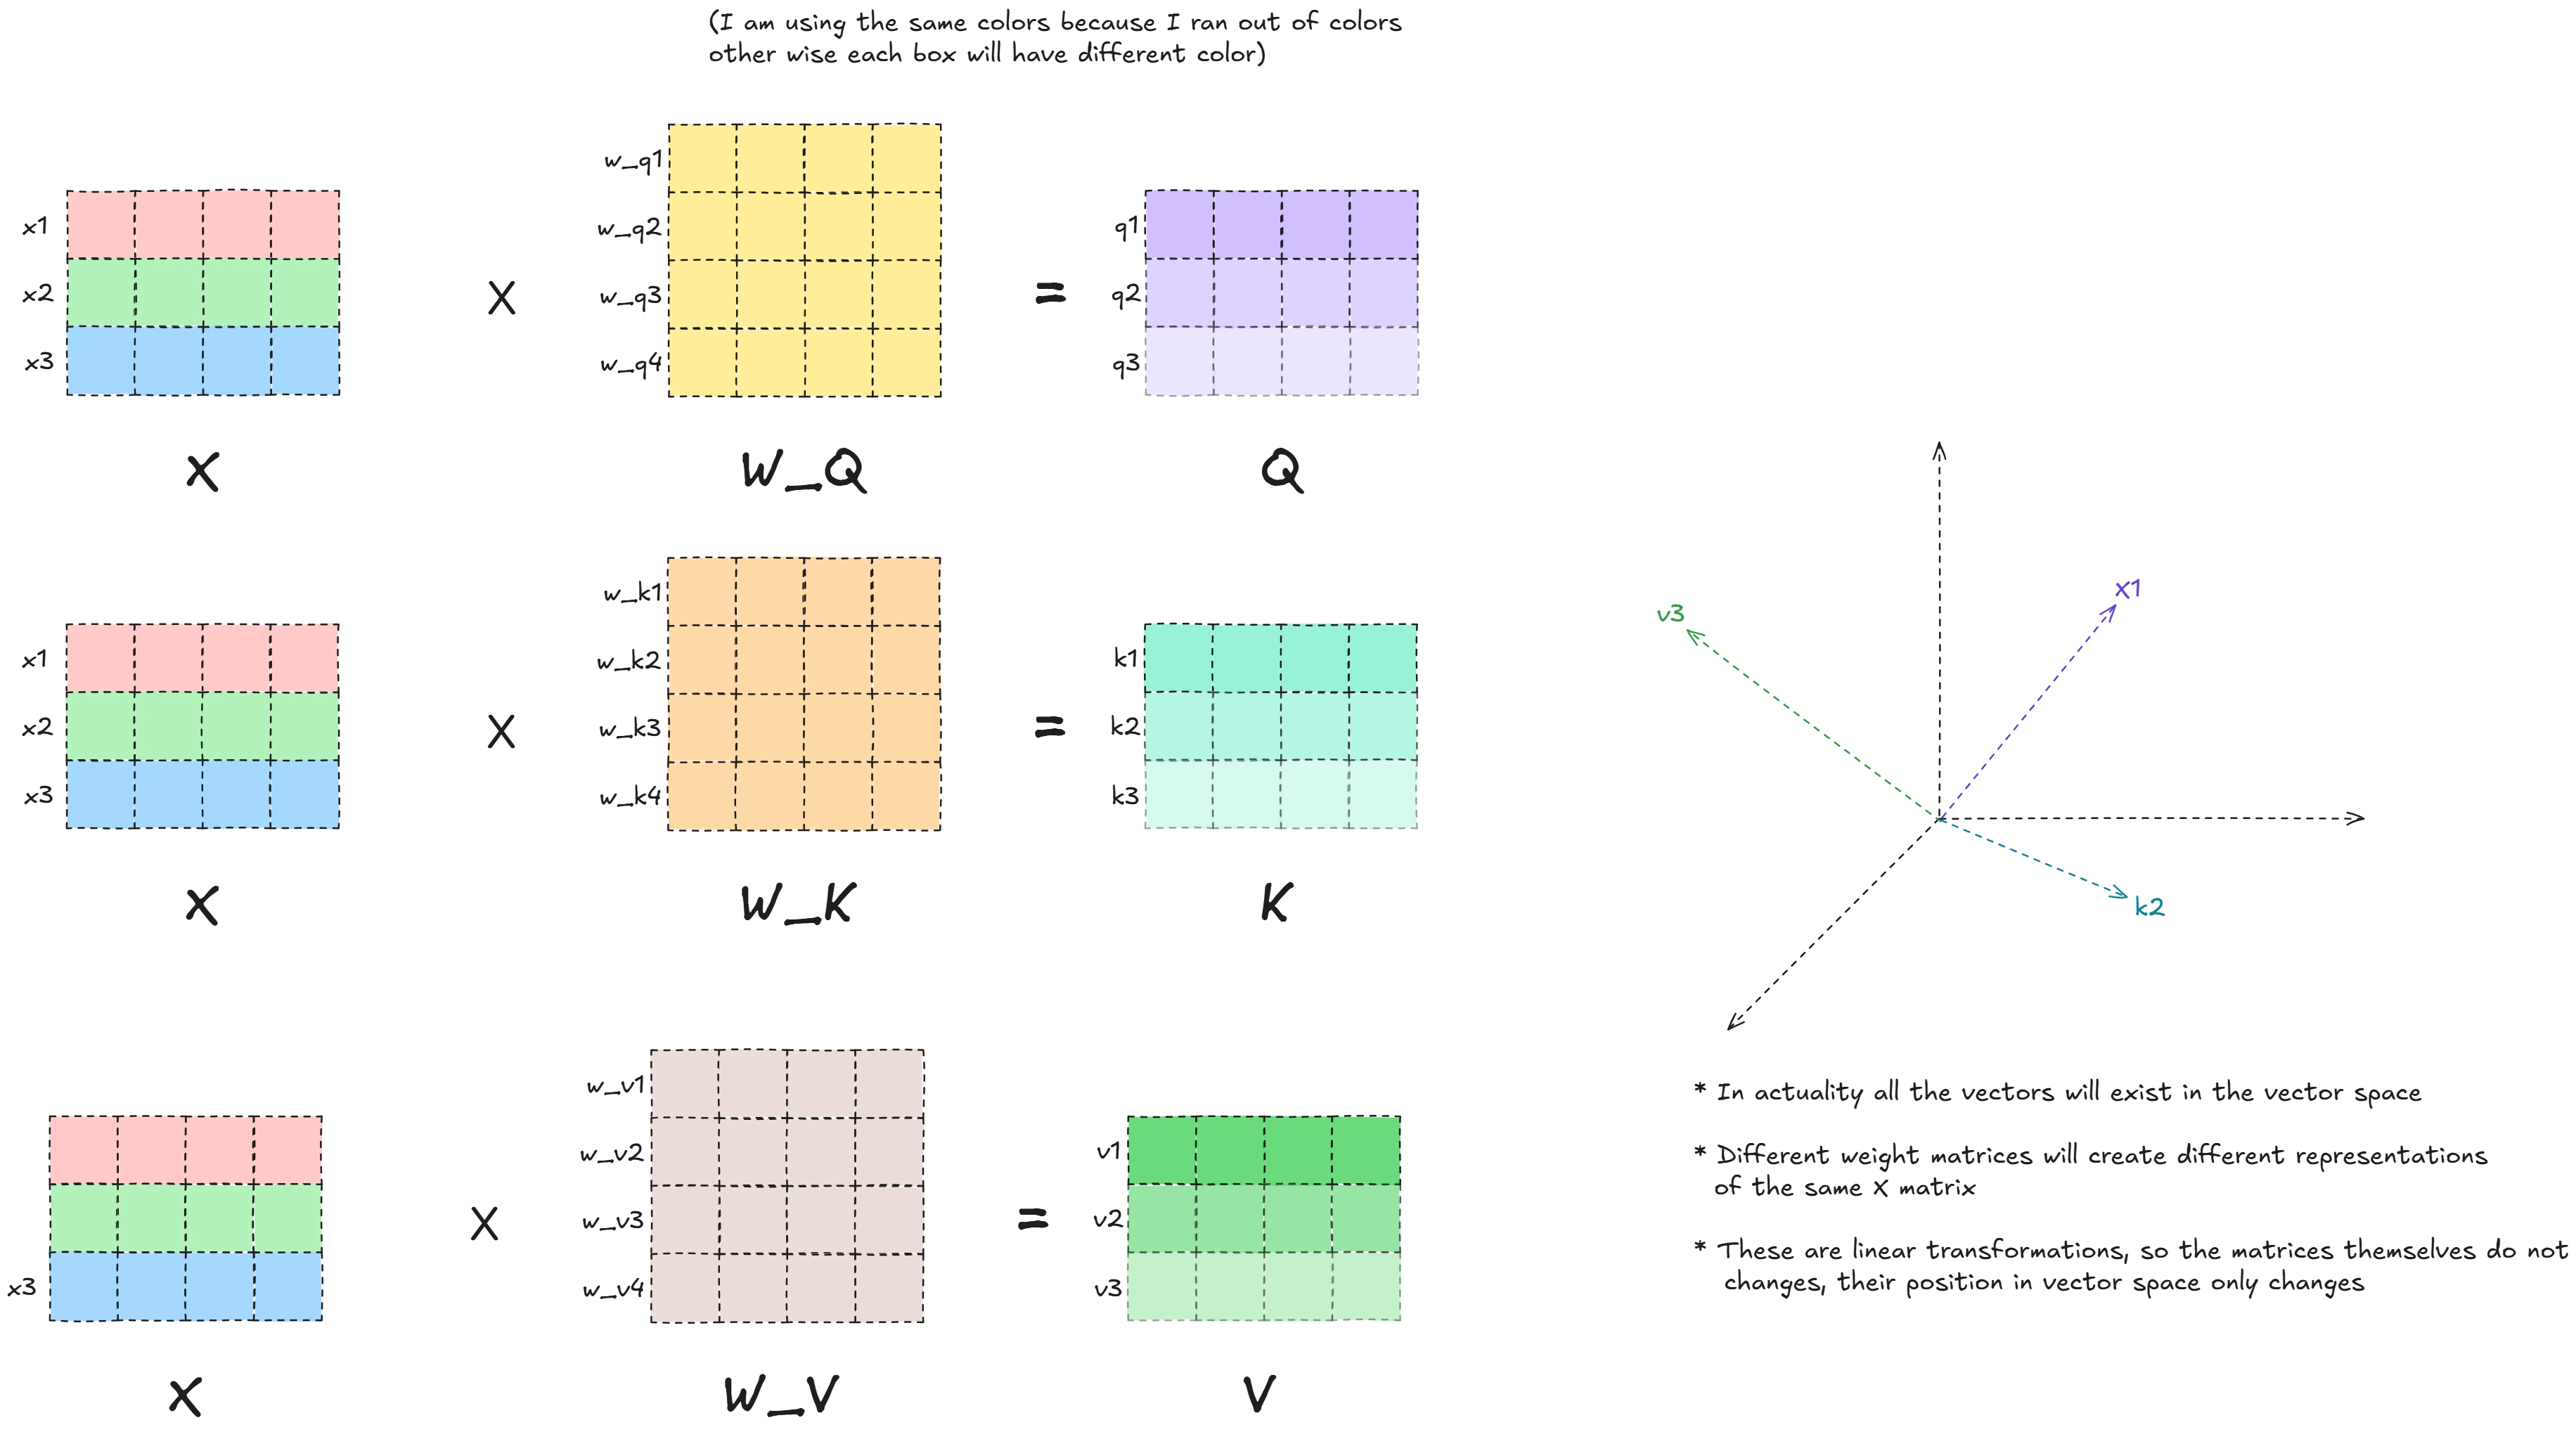 (I am using the same colors because I ran out of colors
other wise each box will have different color)
w_q1
x1
w_q2
q1
x2
X
w_q3
=
q2
x3
w_q4
q3
X
W_Q
Q
w_k1
x1
w_k2
k1
x2
X
w_k3
=
k2
x3
w_k4
k3
X
W_K
K
w_v1
w_v2
v1
X
w_v3
=
v2
x3
w_v4
v3
X
W_V
V
X1
v3
k2
* In actuality all the vectors will exist in the vector space
* Different weight matrices will create different representations
of the same X matrix
* These are linear transformations, so the matrices themselves do not
changes, their position in vector space only changes